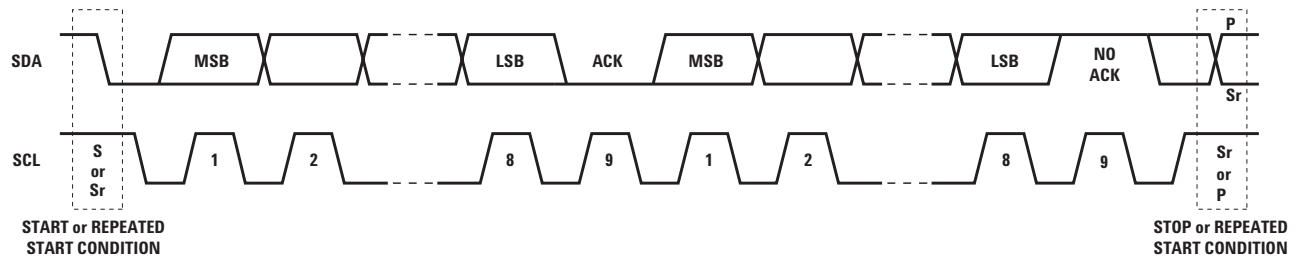 P
SDA MSB LSB ACK MSB LSB NO
ACK
Sr
SCL S
or
Sr 1 2 8 9 1 2 8 9 Sr
or
P
START or REPEATED
START CONDITION
STOP or REPEATED
START CONDITION